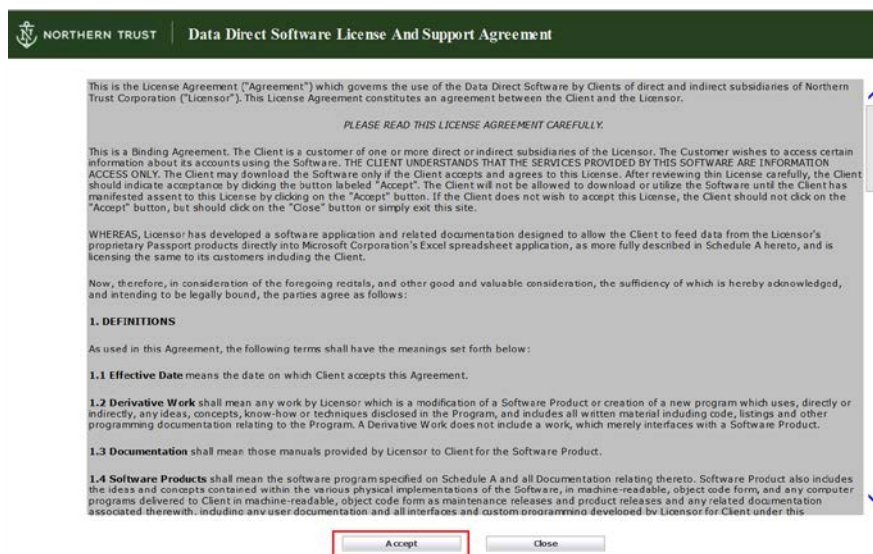 NORTHERN TRUST Data Direct Software License And Support Agreement
This is the License Agreement ("Agreement") which governs the use of the Data Direct Software by Clients of direct and indirect subsidiaries of Northern
Trust Corporation ("Licensor"). This License Agreement constitutes an agreement between the Client and the Licensor.
PLEASE READ THIS LICENSE AGREEMENT CAREFULLY.
This is a Binding Agreement. The Client is a customer of one or more direct or indirect subsidiaries of the Licensor. The Customer wishes to access certain
information about its accounts using the Software. THE CLIENT UNDERSTANDS THAT THE SERVICES PROVIDED BY THIS SOFTWARE ARE INFORMATION
ACCESS ONLY. The Client may download the Software only if the Client accepts and agrees to this License. After reviewing thin License carefully, the Client
should indicate acceptance by clicking the button labeled "Accept". The Client will not be allowed to download or utilize the Software until the Client has
manifested assent to this License by clicking on the "Accept" button. If the Client does not wish to accept this License, the Client should not click on the
"Accept" button, but should click on the "Close" button or simply exit this site.
WHEREAS, Licensor has developed a software application and related documentation designed to allow the Client to feed data from the Licensor's
proprietary Passport products directly into Microsoft Corporation's Excel spreadsheet application, as more fully described in Schedule A hereto, and is
licensing the same to its customers including the Client.
Now, therefore, in consideration of the foregoing recitals, and other good and valuable consideration, the sufficiency of which is hereby acknowledged,
and intending to be legally bound, the parties agree as follows:
1. DEFINITIONS
As used in this Agreement, the following terms shall have the meanings set forth below:
1.1 Effective Date means the date on which Client accepts this Agreement.
1.2 Derivative Work shall mean any work by Licensor which is a modification of a Software Product or creation of a new program which uses, directly or
indirectly, any ideas, concepts, know-how or techniques disclosed in the Program, and includes all written material including code, listings and other
programming documentation relating to the Program. A Derivative Work does not include a work, which merely interfaces with a Software Product.
1.3 Documentation shall mean those manuals provided by Licensor to Client for the Software Product.
1.4 Software Products shall mean the software program specified on Schedule A and all Documentation relating thereto. Software Product also includes
the ideas and concepts contained within the various physical implementations of the Software, in machine-readable, object code form, and any computer
programs delivered to Client in machine-readable, object code form as maintenance releases and product releases and any related documentation
associated therewith, including any user documentation and all interfaces and custom programming developed by Licensor for Client under this
Accept Close